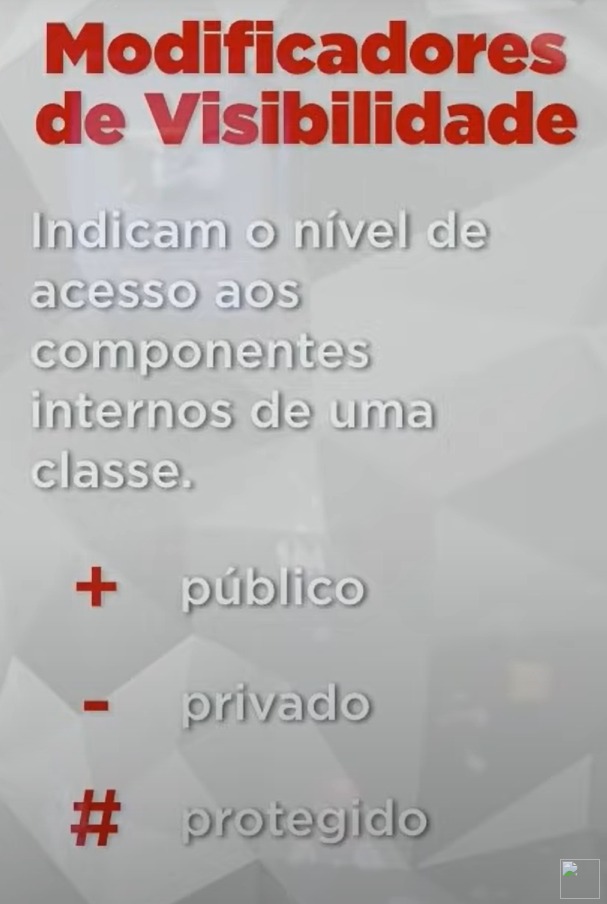 Modificadores
de Visibilidade
Indicam o nível de
acesso aos
componentes
internos de uma
classe.
+ público
- privado
# protegido